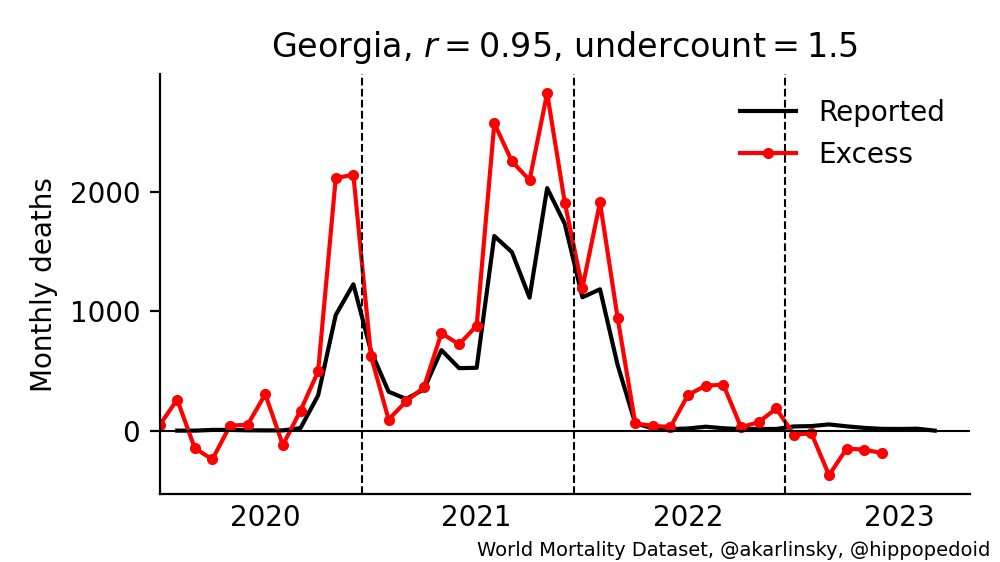 Georgia, r = 0.95, undercount = 1.5
Reported
Excess
Monthly deaths
2000
1000
0
2020 2021 2022 2023
World Mortality Dataset, @akarlinsky, @hippopedoid